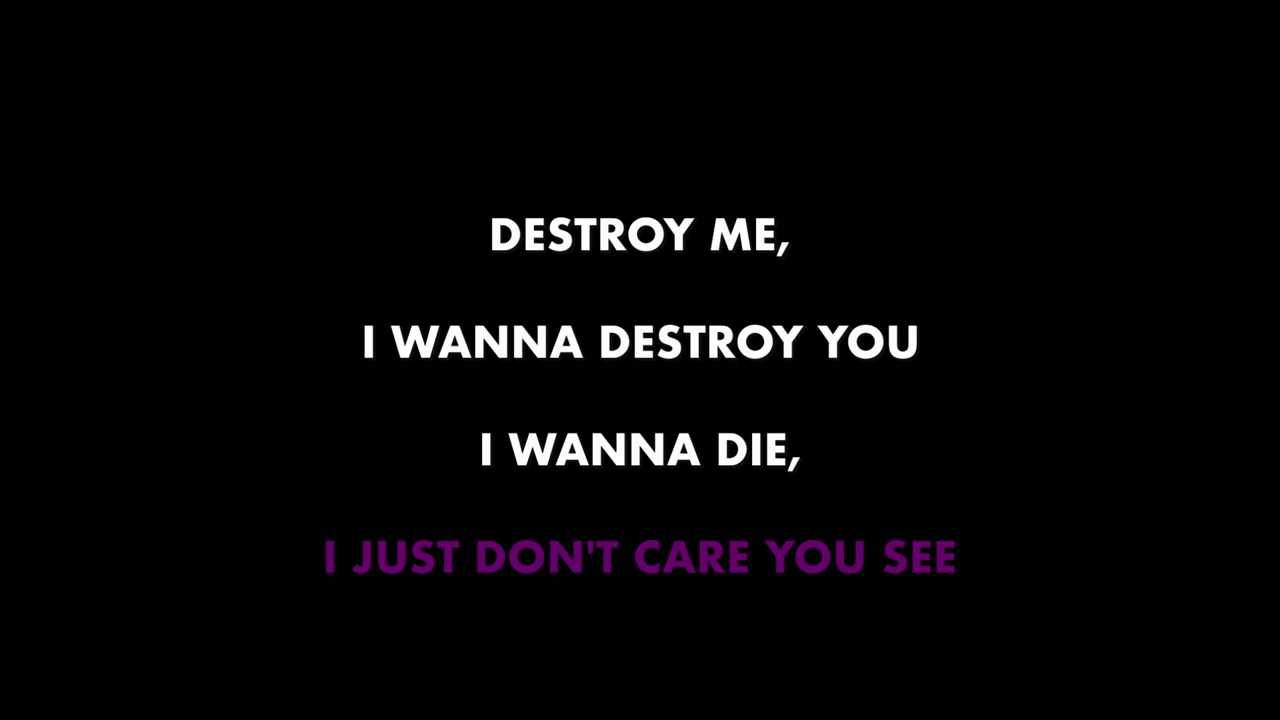 DESTROY ME,
I WANNA DESTROY YOU
I WANNA DIE,
I JUST DON'T CARE YOU SEE